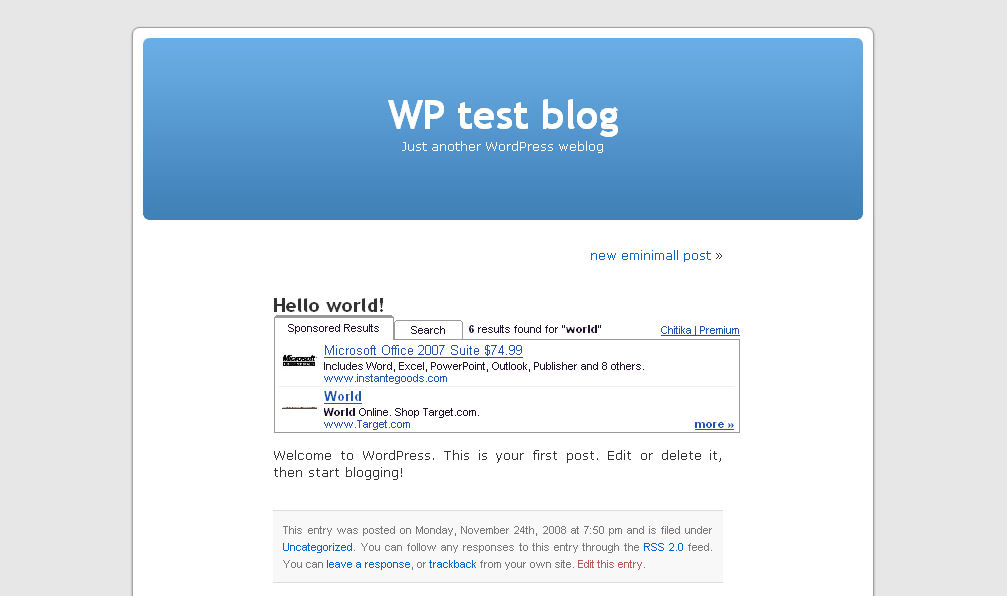 WP test blog
Just another WordPress weblog
new eminimall post »
Hello world!
Sponsored Results
Search
6 results found for "world"
Chitika | Premium
Microsoft
Microsoft Office 2007 Suite $74.99
Includes Word, Excel, PowerPoint, Outlook, Publisher and 8 others.
www.instantegoods.com
World
World Online. Shop Target.com.
www.Target.com
more »
Welcome to WordPress. This is your first post. Edit or delete it,
then start blogging!
This entry was posted on Monday, November 24th, 2008 at 7:50 pm and is filed under
Uncategorized. You can follow any responses to this entry through the RSS 2.0 feed.
You can leave a response, or trackback from your own site. Edit this entry.